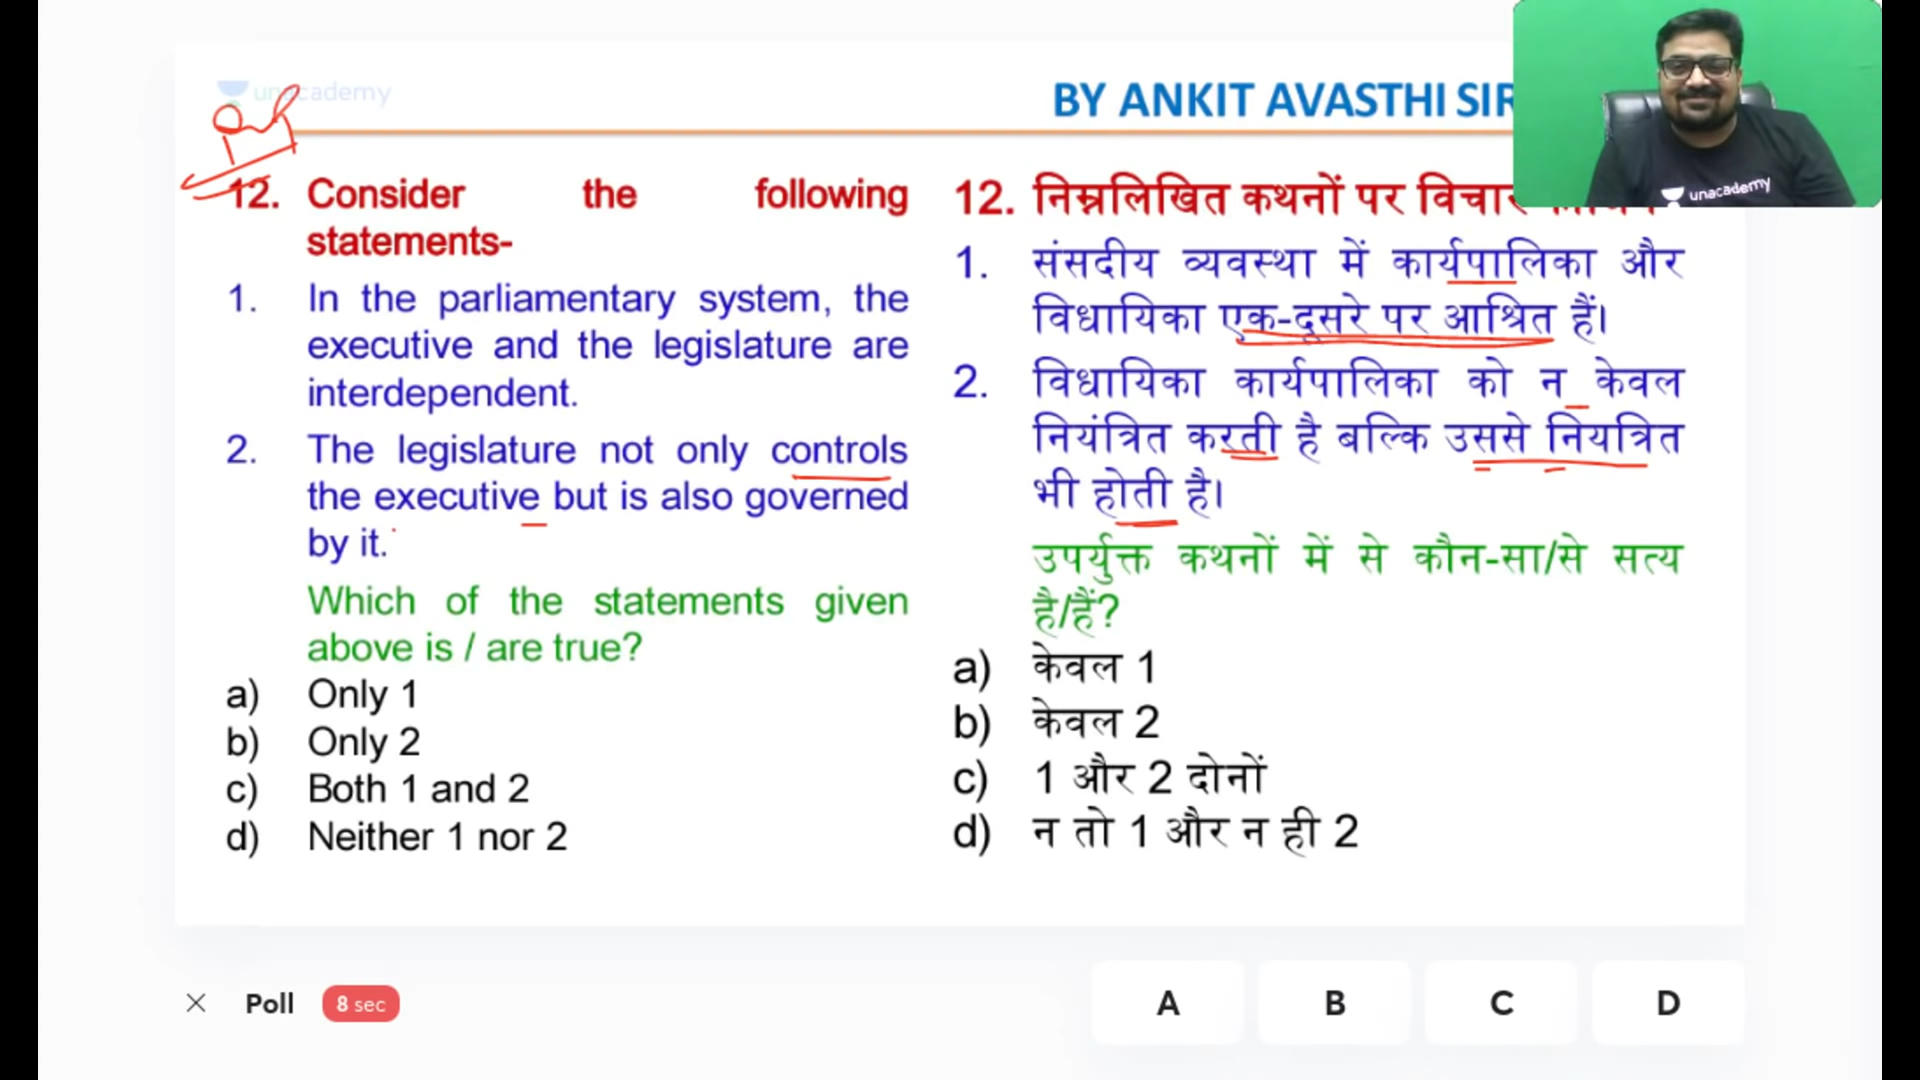 unacademy
BY ANKIT AVASTHI SIR
unacademy
12. Consider the following
statements-
1. In the parliamentary system, the
executive and the legislature are
interdependent.
2. The legislature not only controls
the executive but is also governed
by it.
Which of the statements given
above is / are true?
a) Only 1
b) Only 2
c) Both 1 and 2
d) Neither 1 nor 2
12. निम्नलिखित कथनों पर विचार
1. संसदीय व्यवस्था में कार्यपालिका और
विधायिका एक-दूसरे पर आश्रित हैं।
2. विधायिका कार्यपालिका को न केवल
नियंत्रित करती है बल्कि उससे नियत्रित
भी होती है।
उपर्युक्त कथनों में से कौन-सा/से सत्य
है/हैं?
a) केवल 1
b) केवल 2
c) 1 और 2 दोनों
d) न तो 1 और न ही 2
Poll 8 sec
A B C D